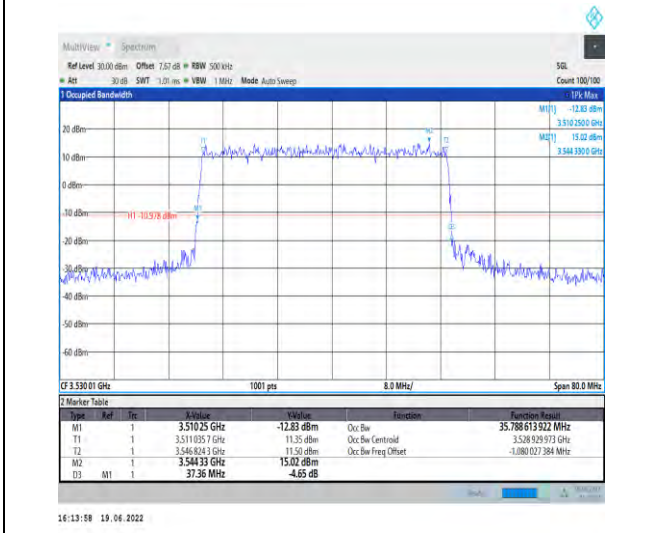 MultiView Spectrum
Ref Level 30.00 dBm Offset 7.67 dB RBW 500 kHz SGL
Att 30 dB SWT 1.01 ms VBW 1 MHz Mode Auto Sweep Count 100/100
1 Occupied Bandwidth 1Pk Max
M1[1] -12.83 dBm
3.510 2500 GHz
M2[1] 15.02 dBm
3.544 3300 GHz
20 dBm
10 dBm
0 dBm
-10 dBm
H1 -10.978 dBm
M1
T1
M2
T2
-20 dBm
-30 dBm
-40 dBm
-50 dBm
-60 dBm
CF 3.530 01 GHz 1001 pts 8.0 MHz/ Span 80.0 MHz
2 Marker Table
Type Ref Trc X-Value Y-Value Function Function Result
M1 1 3.510 25 GHz -12.83 dBm Occ Bw 35.788 613 922 MHz
T1 1 3.511 035 7 GHz 11.35 dBm Occ Bw Centroid 3.528 929 973 GHz
T2 1 3.546 824 3 GHz 11.50 dBm Occ Bw Freq Offset -1.080 027 384 MHz
M2 1 3.544 33 GHz 15.02 dBm
D3 M1 1 37.36 MHz -4.65 dB
16:13:58 19.06.2022